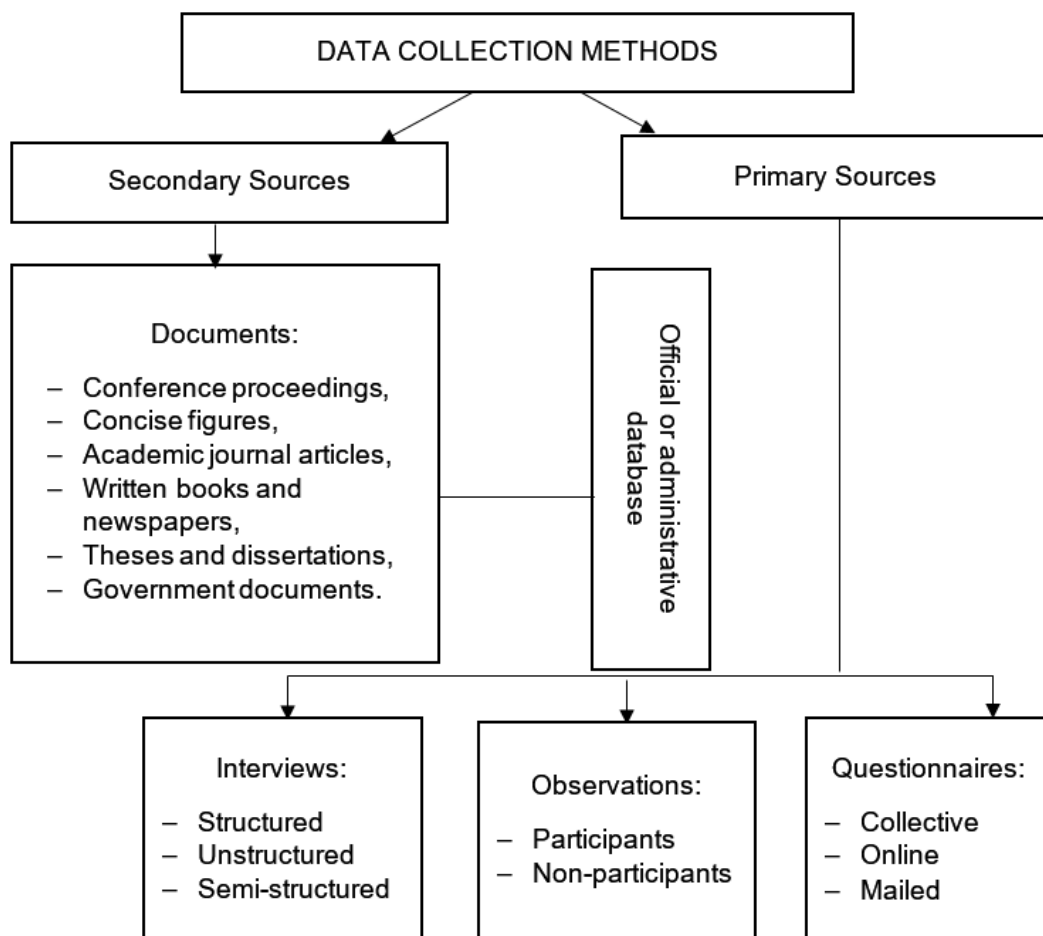 DATA COLLECTION METHODS
Secondary Sources
Primary Sources
Documents:
– Conference proceedings,
– Concise figures,
– Academic journal articles,
– Written books and
newspapers,
– Theses and dissertations,
– Government documents.
Official or administrative
database
Interviews:
– Structured
– Unstructured
– Semi-structured
Observations:
– Participants
– Non-participants
Questionnaires:
– Collective
– Online
– Mailed